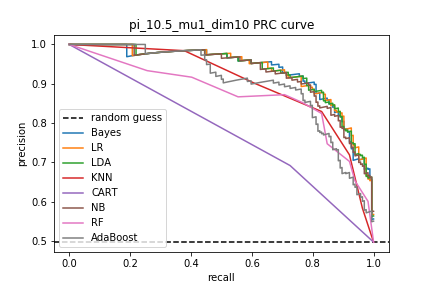 pi_10.5_mu1_dim10 PRC curve
precision
1.0
0.9
0.8
0.7
0.6
0.5
random guess
Bayes
LR
LDA
KNN
CART
NB
RF
AdaBoost
0.0
0.2
0.4
0.6
0.8
1.0
recall